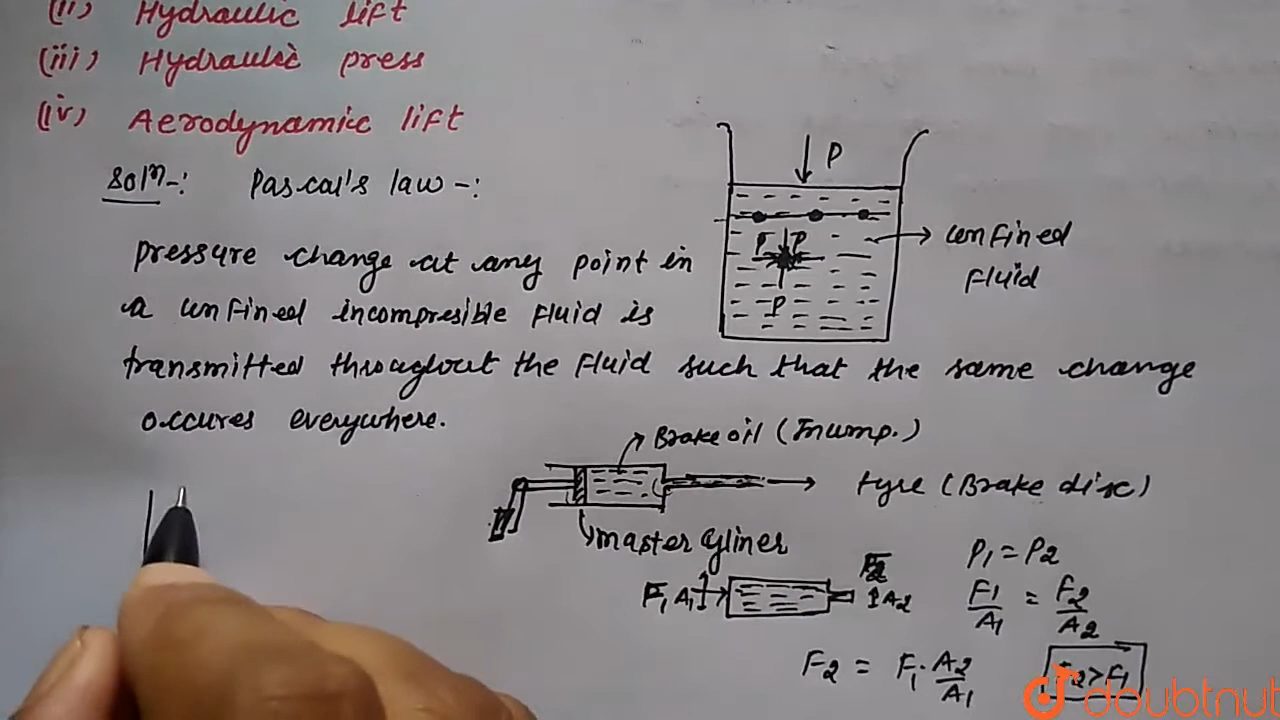 (ii) Hydraulic lift
(iii) Hydraulic press
(iv) Aerodynamic lift
Solⁿ-: Pascal's law -:
pressure change at any point in
a confined incompresible fluid is
transmitted throughout the fluid such that the same change
occures everywhere.
P
P P
P
confined
fluid
Brake oil (Incomp.)
tyre (Brake disc)
master cyliner
F₁ A₁
F₂
A₂
P₁ = P₂
F₁/A₁ = F₂/A₂
F₂ = F₁. A₂/A₁
F₂ > F₁
doubtnut